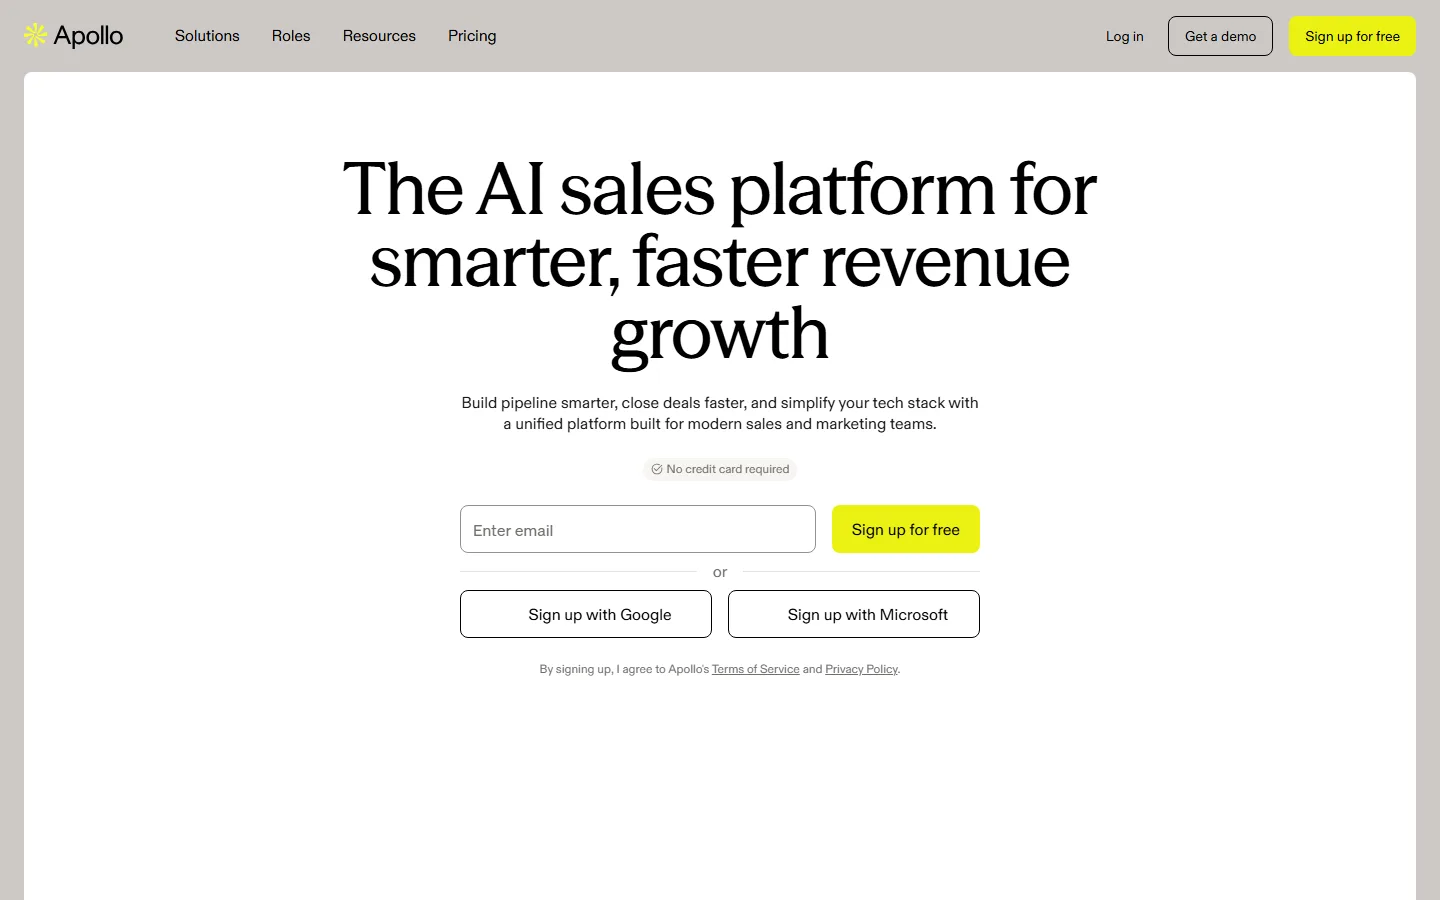 Apollo
Solutions
Roles
Resources
Pricing
Log in
Get a demo
Sign up for free
The AI sales platform for
smarter, faster revenue
growth
Build pipeline smarter, close deals faster, and simplify your tech stack with
a unified platform built for modern sales and marketing teams.
No credit card required
Enter email
Sign up for free
or
Sign up with Google
Sign up with Microsoft
By signing up, I agree to Apollo's Terms of Service and Privacy Policy.